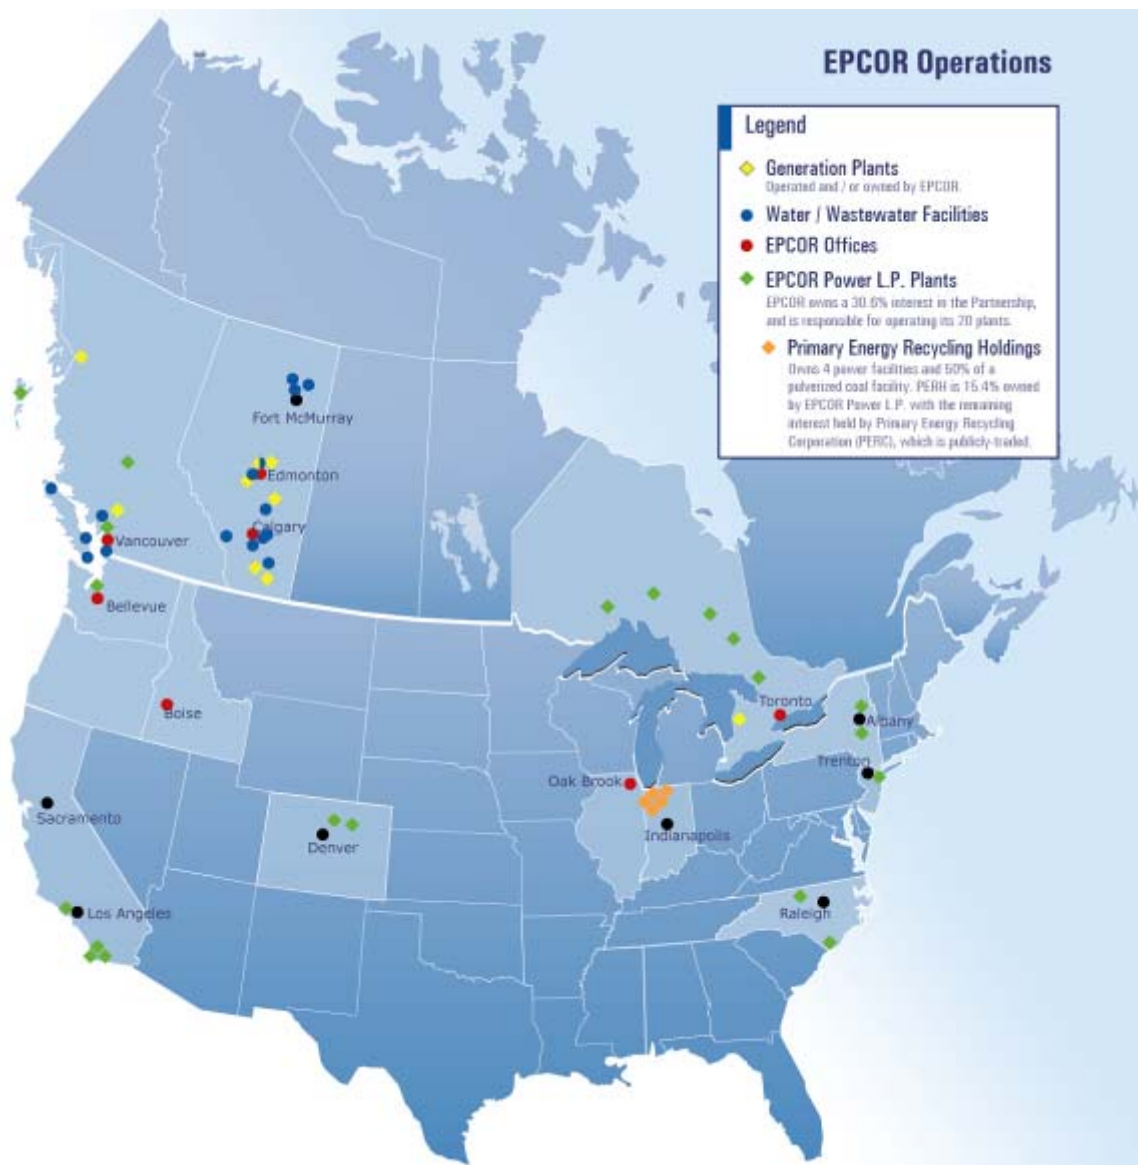 EPCOR Operations
Legend
Generation Plants
Operated and / or owned by EPCOR.
Water / Wastewater Facilities
EPCOR Offices
EPCOR Power L.P. Plants
EPCOR owns a 30.6% interest in the Partnership,
and is responsible for operating its 20 plants.
Primary Energy Recycling Holdings
Owns 4 power facilities and 50% of a
pulverized coal facility. PERH is 15.4% owned
by EPCOR Power L.P. with the remaining
interest held by Primary Energy Recycling
Corporation (PERC), which is publicly-traded.
Fort McMurray
Edmonton
Calgary
Vancouver
Bellevue
Boise
Toronto
Albany
Trenton
Oak Brook
Sacramento
Indianapolis
Denver
Los Angeles
Raleigh